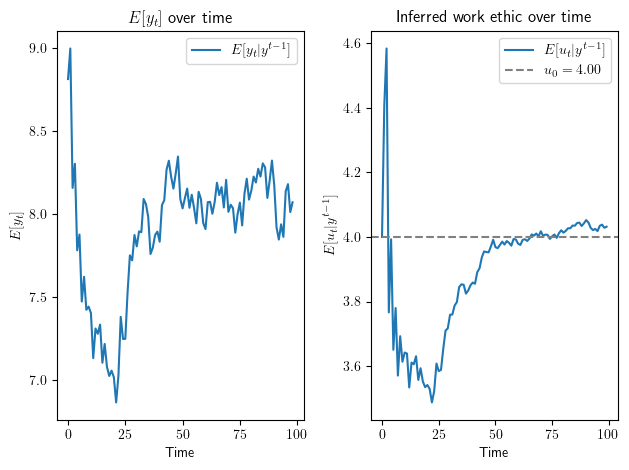 E[y_t] over time
E[y_t|y^{t−1}]
9.0
8.5
8.0
7.5
7.0
E[y_t]
0
25
50
75
100
Time
Inferred work ethic over time
E[u_t|y^{t−1}]
u_0 = 4.00
4.6
4.4
4.2
4.0
3.8
3.6
E[u_t|y^{t−1}]
0
25
50
75
100
Time